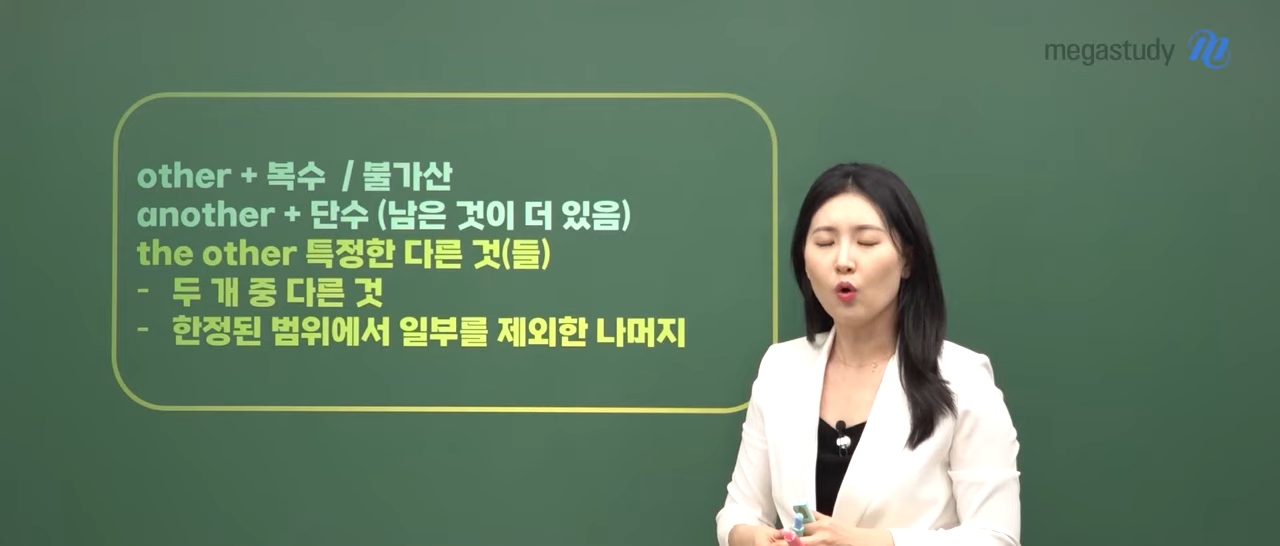 megastudy
other + 복수 / 불가산
another + 단수 (남은 것이 더 있음)
the other 특정한 다른 것(들)
- 두 개 중 다른 것
- 한정된 범위에서 일부를 제외한 나머지